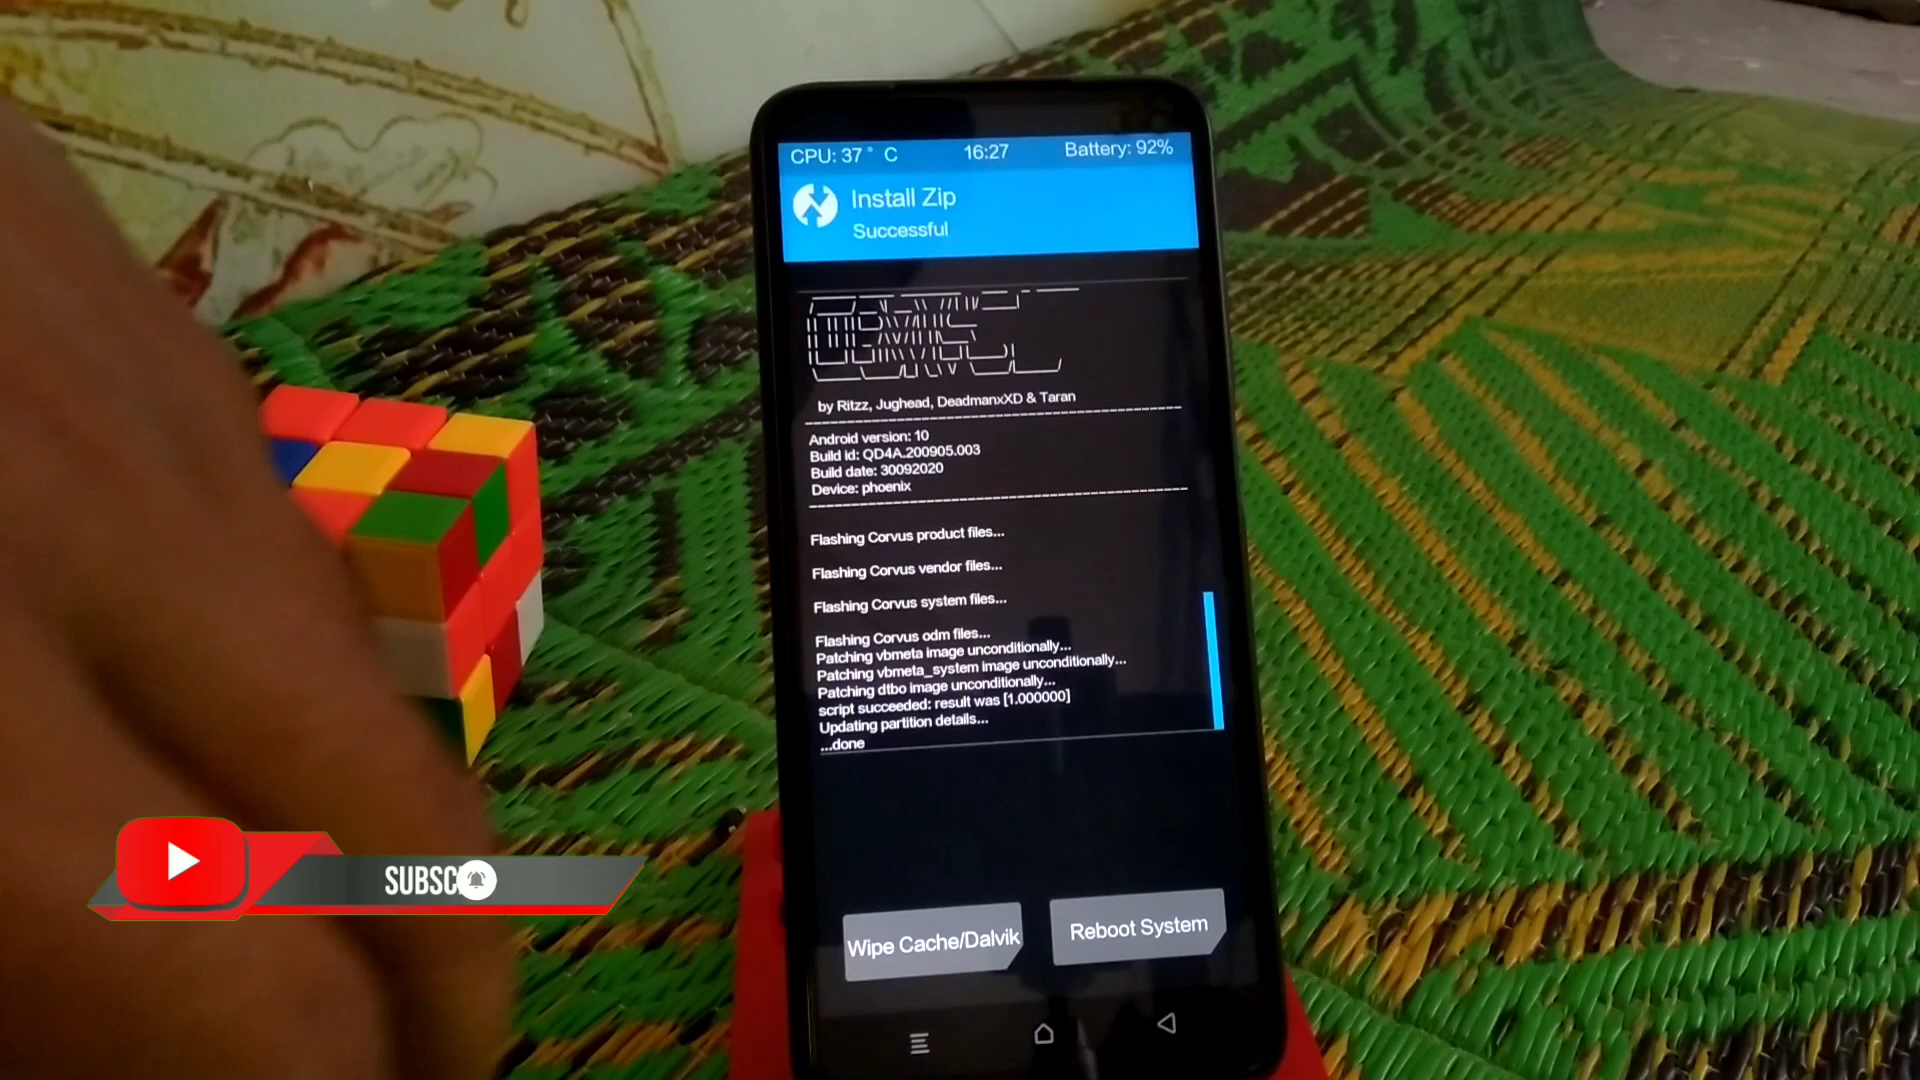 CPU: 37° C 16:27 Battery: 92%
Install Zip
Successful
by Ritzz, Jughead, DeadmanxXD & Taran
Android version: 10
Build id: QD4A.200905.003
Build date: 30092020
Device: phoenix
Flashing Corvus product files...
Flashing Corvus vendor files...
Flashing Corvus system files...
Flashing Corvus odm files...
Patching vbmeta image unconditionally...
Patching vbmeta_system image unconditionally...
Patching dtbo image unconditionally...
script succeeded: result was [1.000000]
Updating partition details...
...done
Wipe Cache/Dalvik
Reboot System
SUBSC